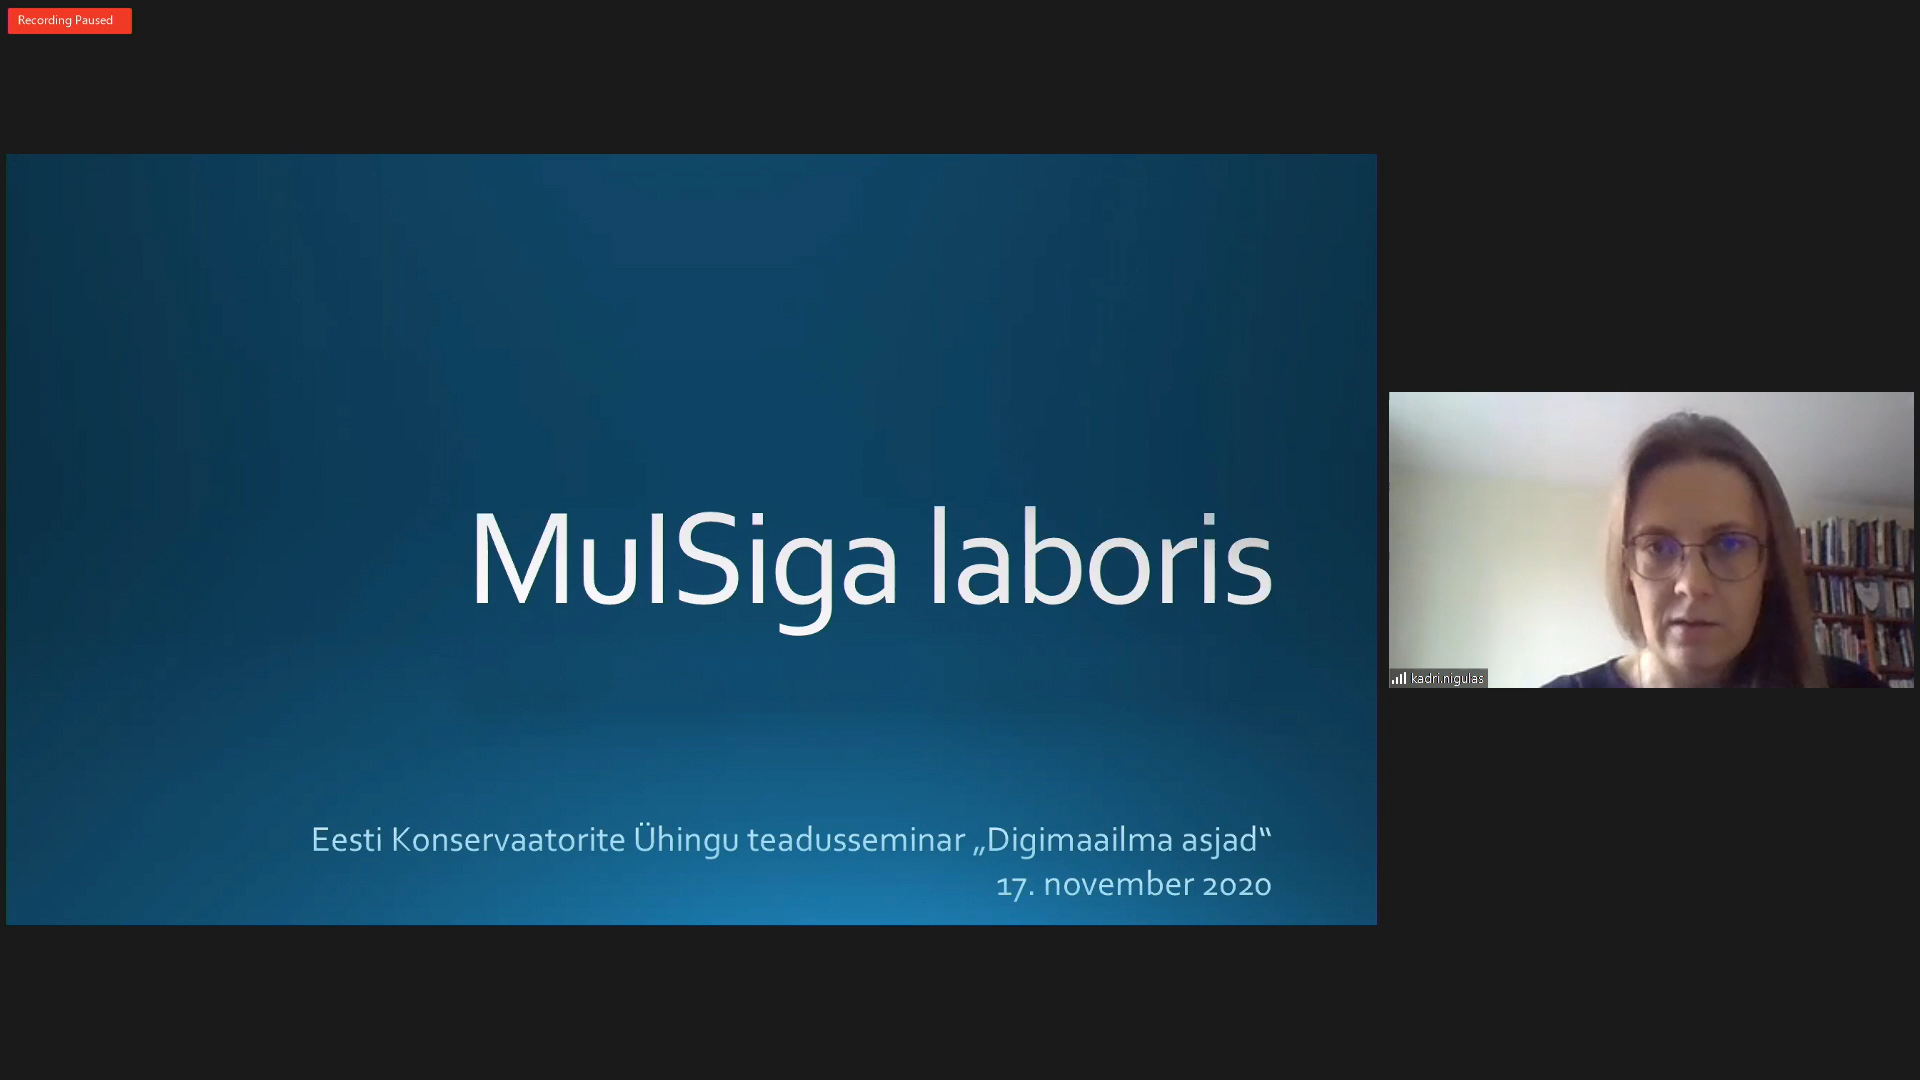 Recording Paused
MuISiga laboris
Eesti Konservaatorite Ühingu teadusseminar „Digimaailma asjad“
17. november 2020
kadri.nigulas